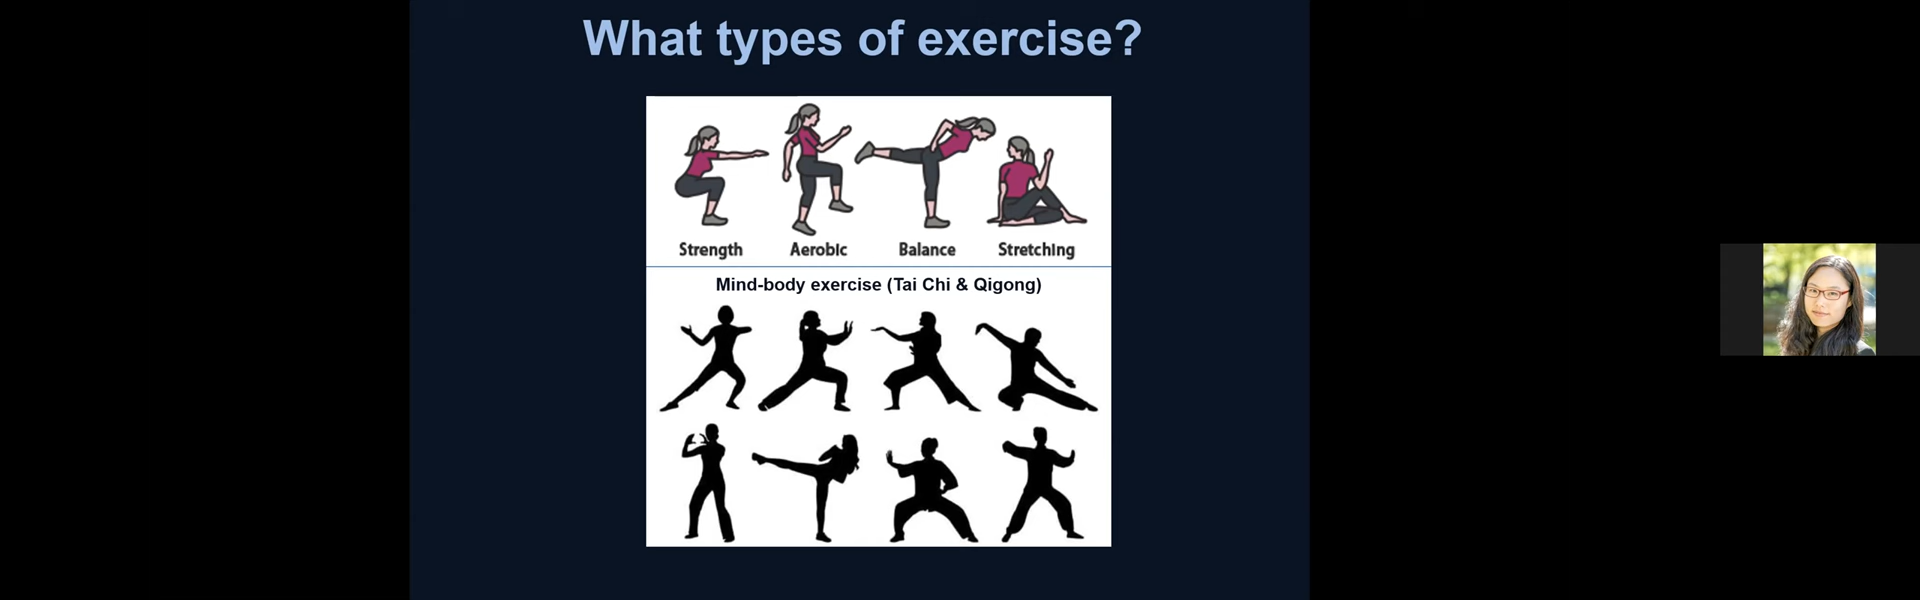 What types of exercise?
Strength Aerobic Balance Stretching
Mind-body exercise (Tai Chi & Qigong)